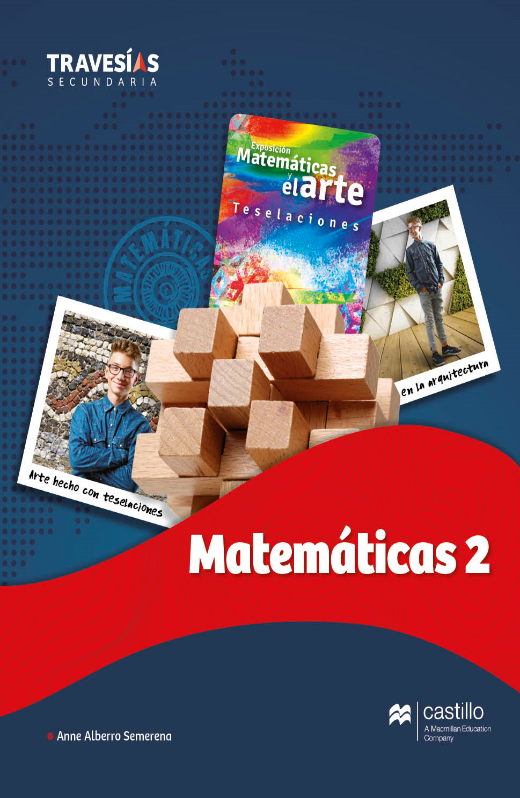 TRAVESÍAS
SECUNDARIA
Exposición
Matemáticas
y
el arte
Teselaciones
MATEMÁTICAS
en la arquitectura
Arte hecho con teselaciones
Matemáticas 2
Anne Alberro Semerena
castillo
A Macmillan Education
Company